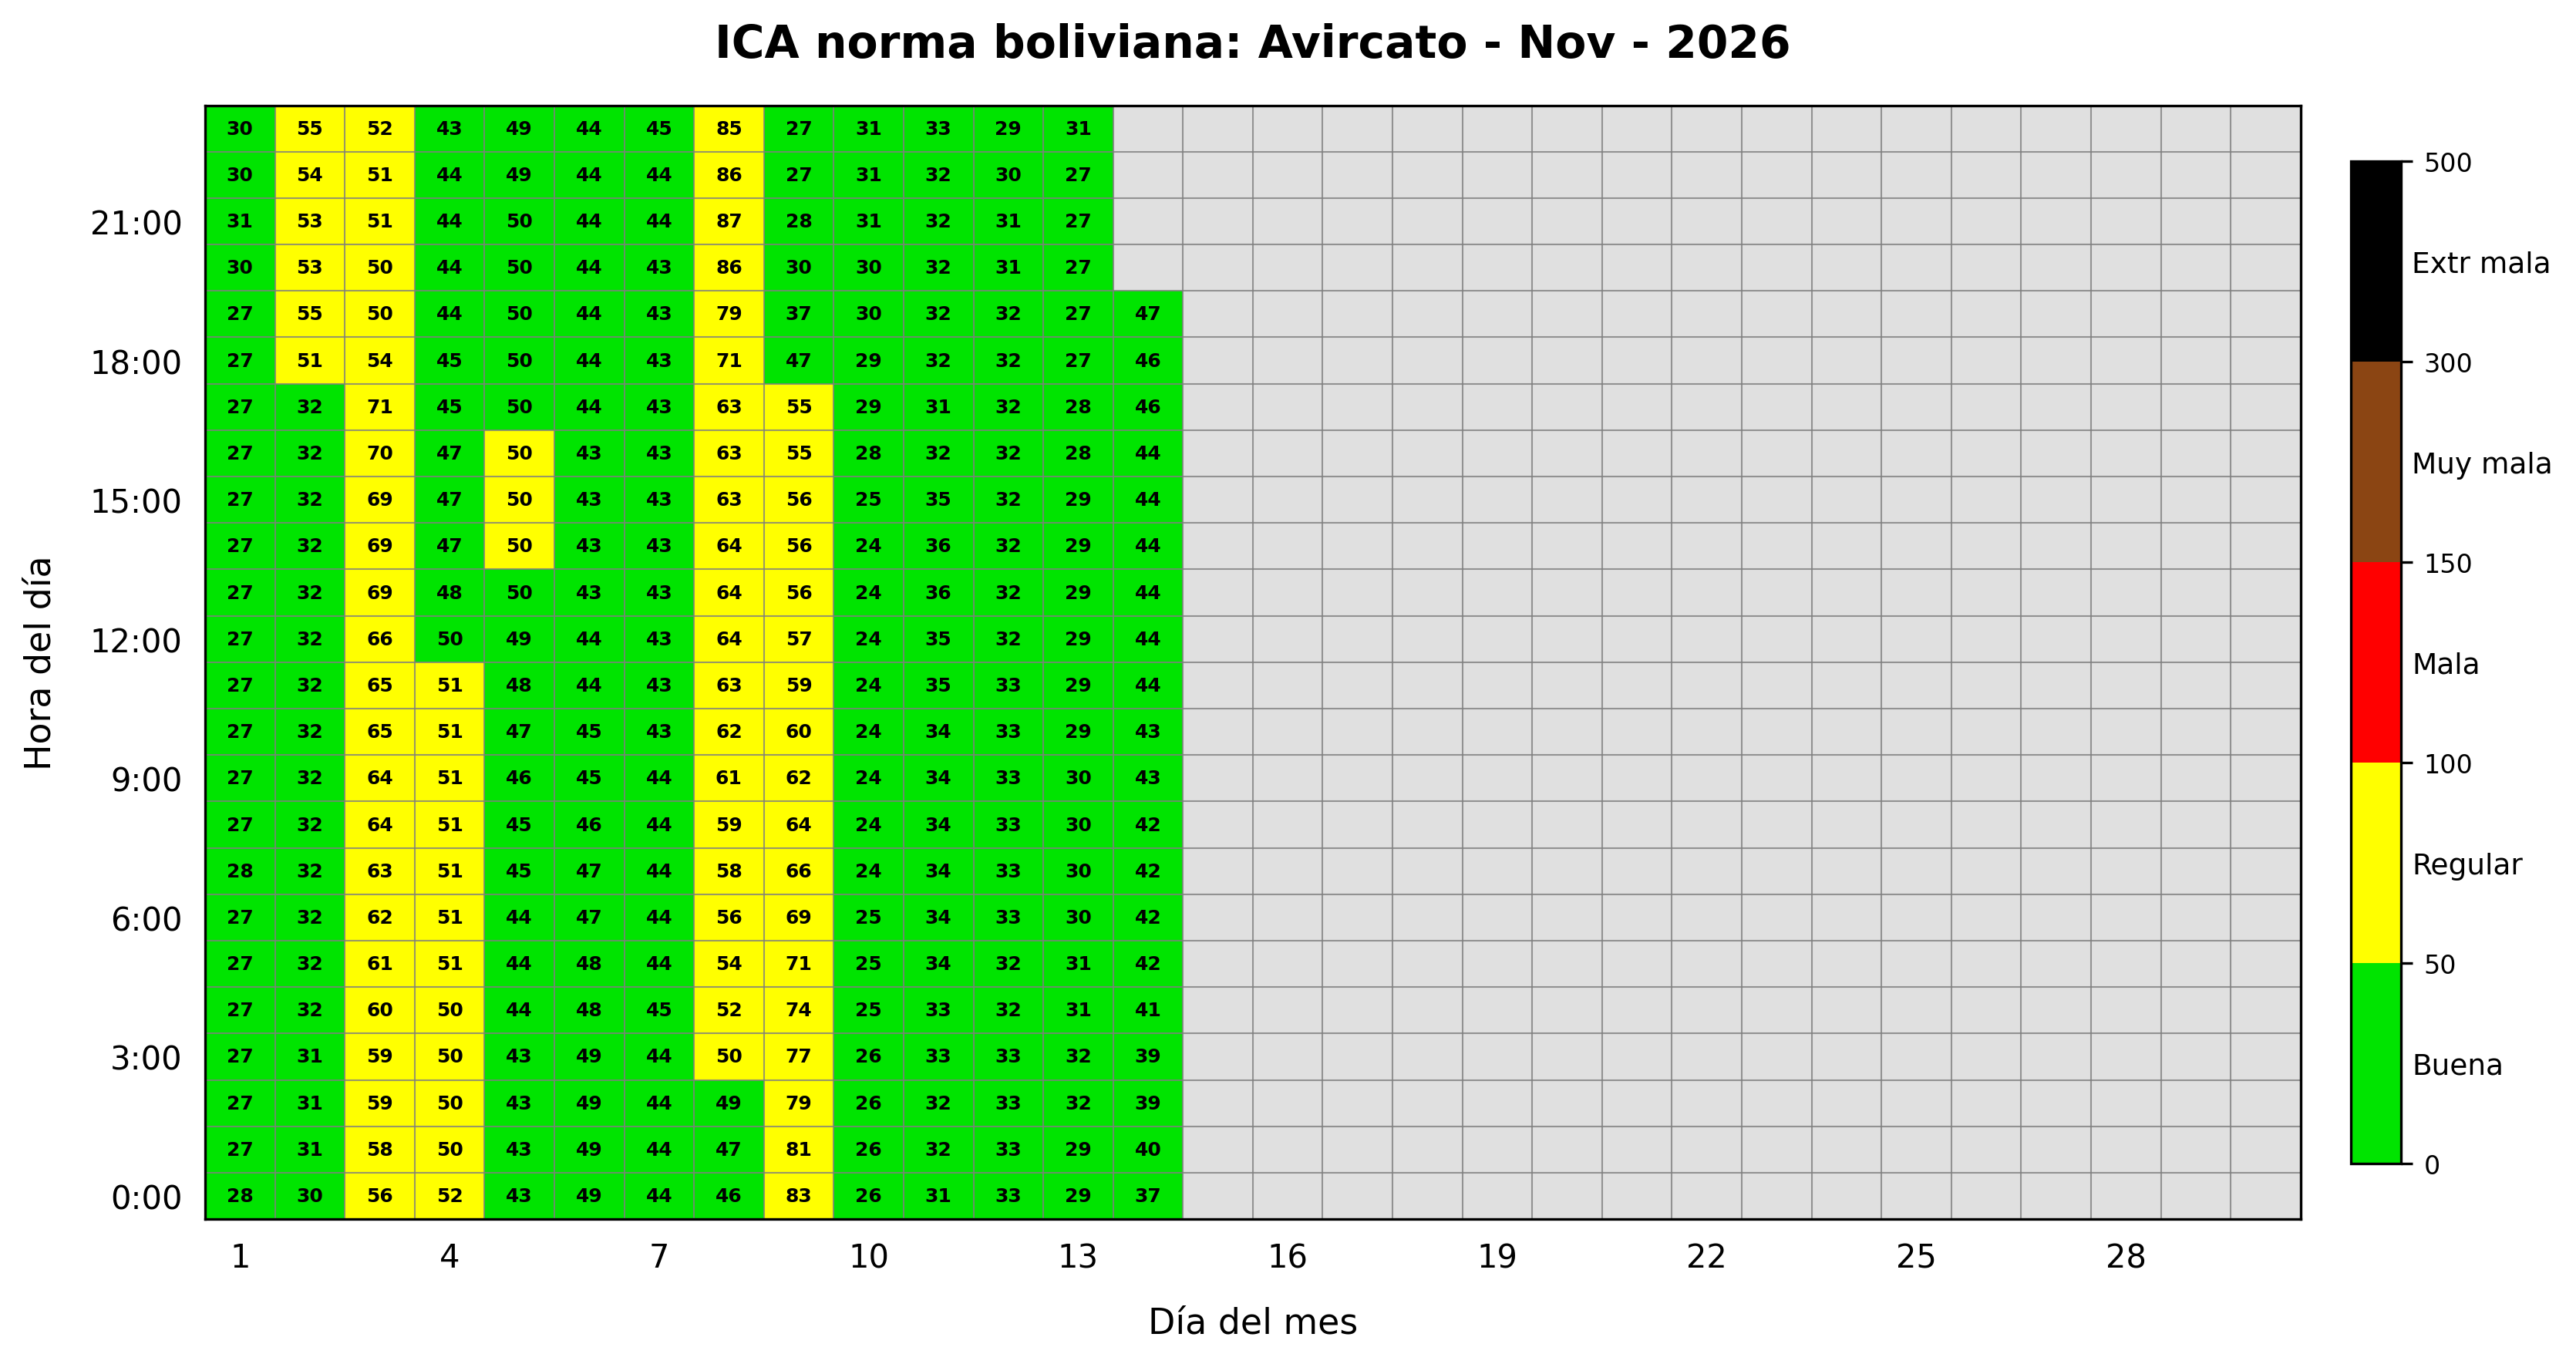 ICA norma boliviana: Avircato - Nov - 2026
30 55 52 43 49 44 45 85 27 31 33 29 31
30 54 51 44 49 44 44 86 27 31 32 30 27
21:00 31 53 51 44 50 44 44 87 28 31 32 31 27
30 53 50 44 50 44 43 86 30 30 32 31 27
27 55 50 44 50 44 43 79 37 30 32 32 27 47
18:00 27 51 54 45 50 44 43 71 47 29 32 32 27 46
27 32 71 45 50 44 43 63 55 29 31 32 28 46
27 32 70 47 50 43 43 63 55 28 32 32 28 44
15:00 27 32 69 47 50 43 43 63 56 25 35 32 29 44
27 32 69 47 50 43 43 64 56 24 36 32 29 44
27 32 69 48 50 43 43 64 56 24 36 32 29 44
12:00 27 32 66 50 49 44 43 64 57 24 35 32 29 44
27 32 65 51 48 44 43 63 59 24 35 33 29 44
27 32 65 51 47 45 43 62 60 24 34 33 29 43
9:00 27 32 64 51 46 45 44 61 62 24 34 33 30 43
27 32 64 51 45 46 44 59 64 24 34 33 30 42
28 32 63 51 45 47 44 58 66 24 34 33 30 42
6:00 27 32 62 51 44 47 44 56 69 25 34 33 30 42
27 32 61 51 44 48 44 54 71 25 34 32 31 42
27 32 60 50 44 48 45 52 74 25 33 32 31 41
3:00 27 31 59 50 43 49 44 50 77 26 33 33 32 39
27 31 59 50 43 49 44 49 79 26 32 33 32 39
27 31 58 50 43 49 44 47 81 26 32 33 29 40
0:00 28 30 56 52 43 49 44 46 83 26 31 33 29 37
1 4 7 10 13 16 19 22 25 28
Día del mes
Hora del día
500
Extr mala
300
Muy mala
150
Mala
100
Regular
50
Buena
0